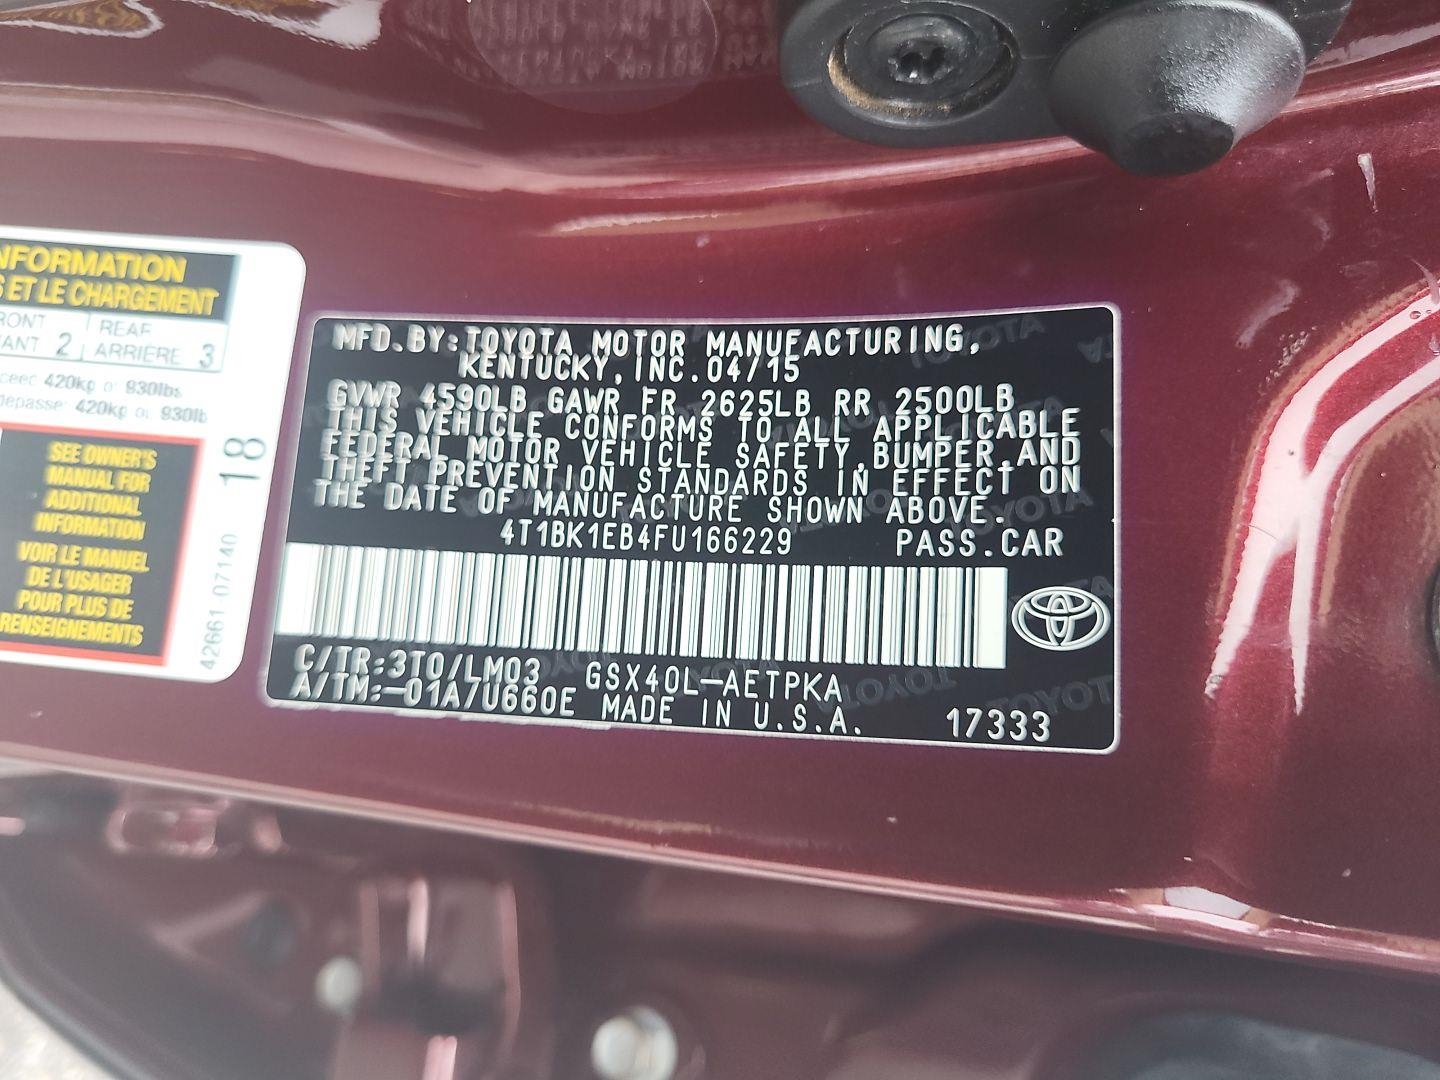 NFORMATION
S ET LE CHARGEMENT
RONT
TANT 2
REAR
ARRIÈRE 3
420kg or 930lbs
420kg ou 930lb
SEE OWNER'S
MANUAL FOR
ADDITIONAL
INFORMATION
VOIR LE MANUEL
DE L'USAGER
POUR PLUS DE
RENSEIGNEMENTS
18
42661-07140
MFD.BY:TOYOTA MOTOR MANUFACTURING,
KENTUCKY,INC.04/15
GVWR 4590LB GAWR FR 2625LB RR 2500LB
THIS VEHICLE CONFORMS TO ALL APPLICABLE
FEDERAL MOTOR VEHICLE SAFETY,BUMPER,AND
THEFT PREVENTION STANDARDS IN EFFECT ON
THE DATE OF MANUFACTURE SHOWN ABOVE.
4T1BK1EB4FU166229 PASS.CAR
C/TR:3T0/LM03 GSX40L-AETPKA
A/TM:-01A/U660E MADE IN U.S.A. 17333